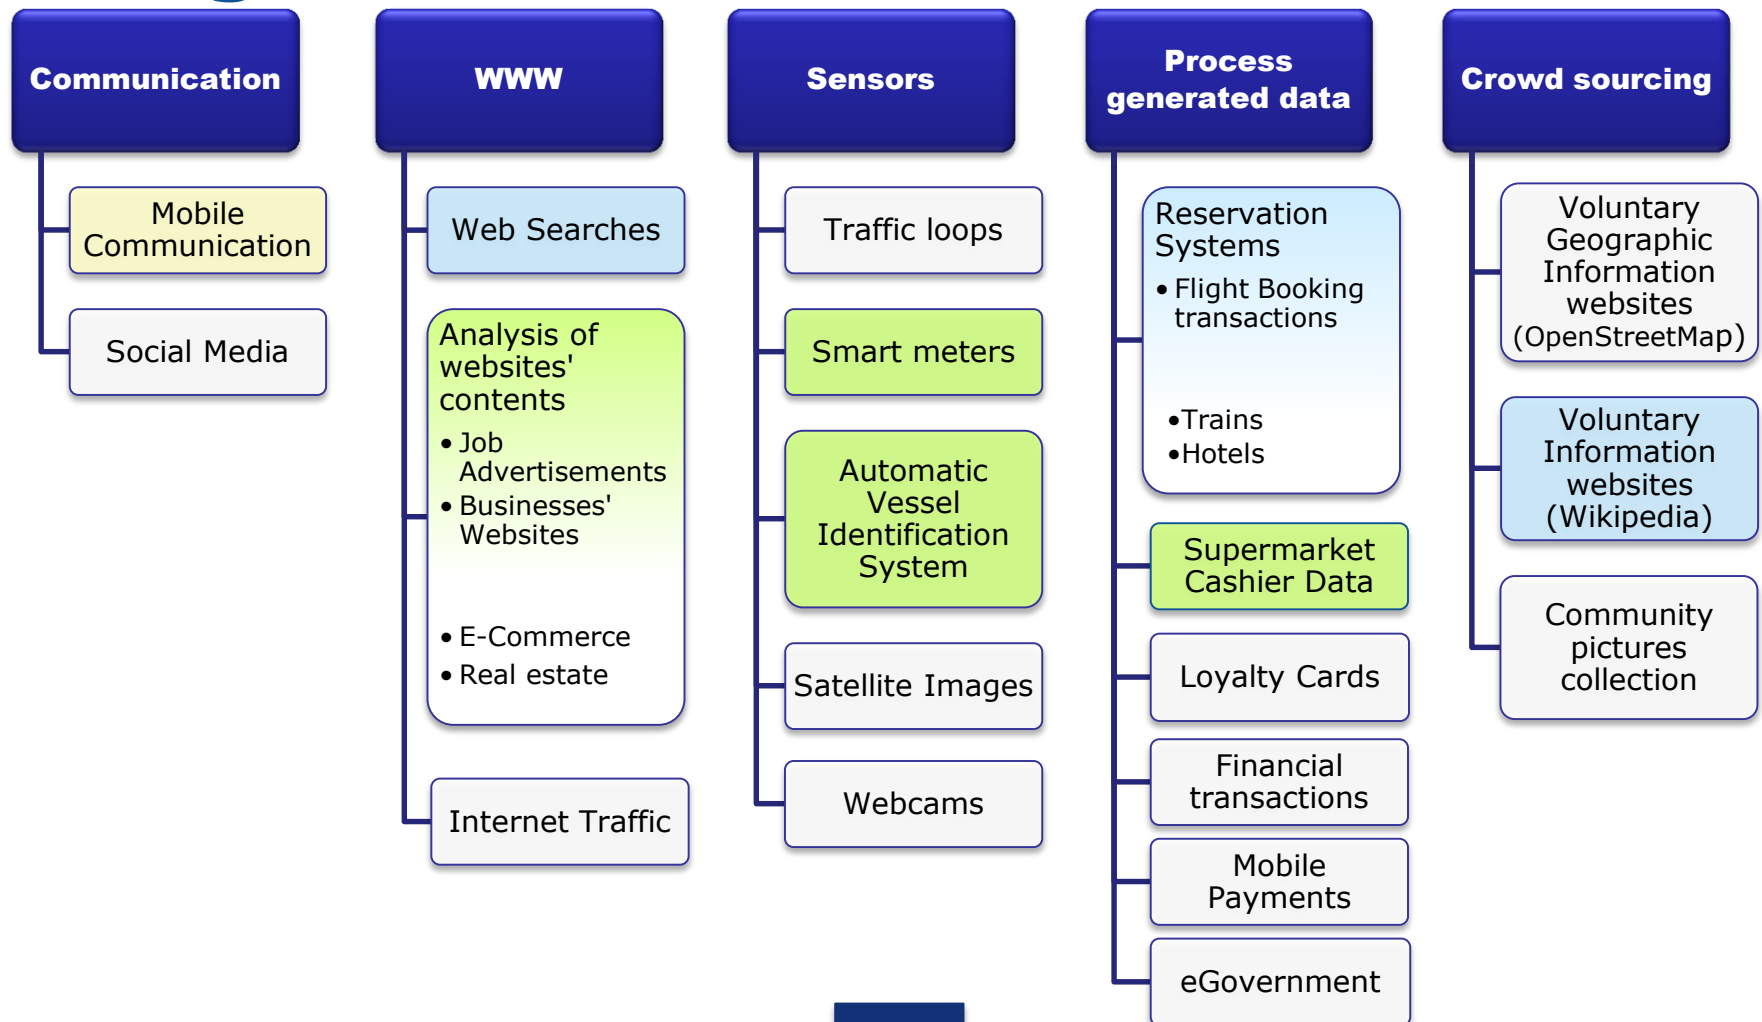 Communication
Mobile
Communication
Social Media
WWW
Web Searches
Analysis of
websites'
contents
• Job
Advertisements
• Businesses'
Websites
• E-Commerce
• Real estate
Internet Traffic
Sensors
Traffic loops
Smart meters
Automatic
Vessel
Identification
System
Satellite Images
Webcams
Process
generated data
Reservation
Systems
• Flight Booking
transactions
•Trains
•Hotels
Supermarket
Cashier Data
Loyalty Cards
Financial
transactions
Mobile
Payments
eGovernment
Crowd sourcing
Voluntary
Geographic
Information
websites
(OpenStreetMap)
Voluntary
Information
websites
(Wikipedia)
Community
pictures
collection